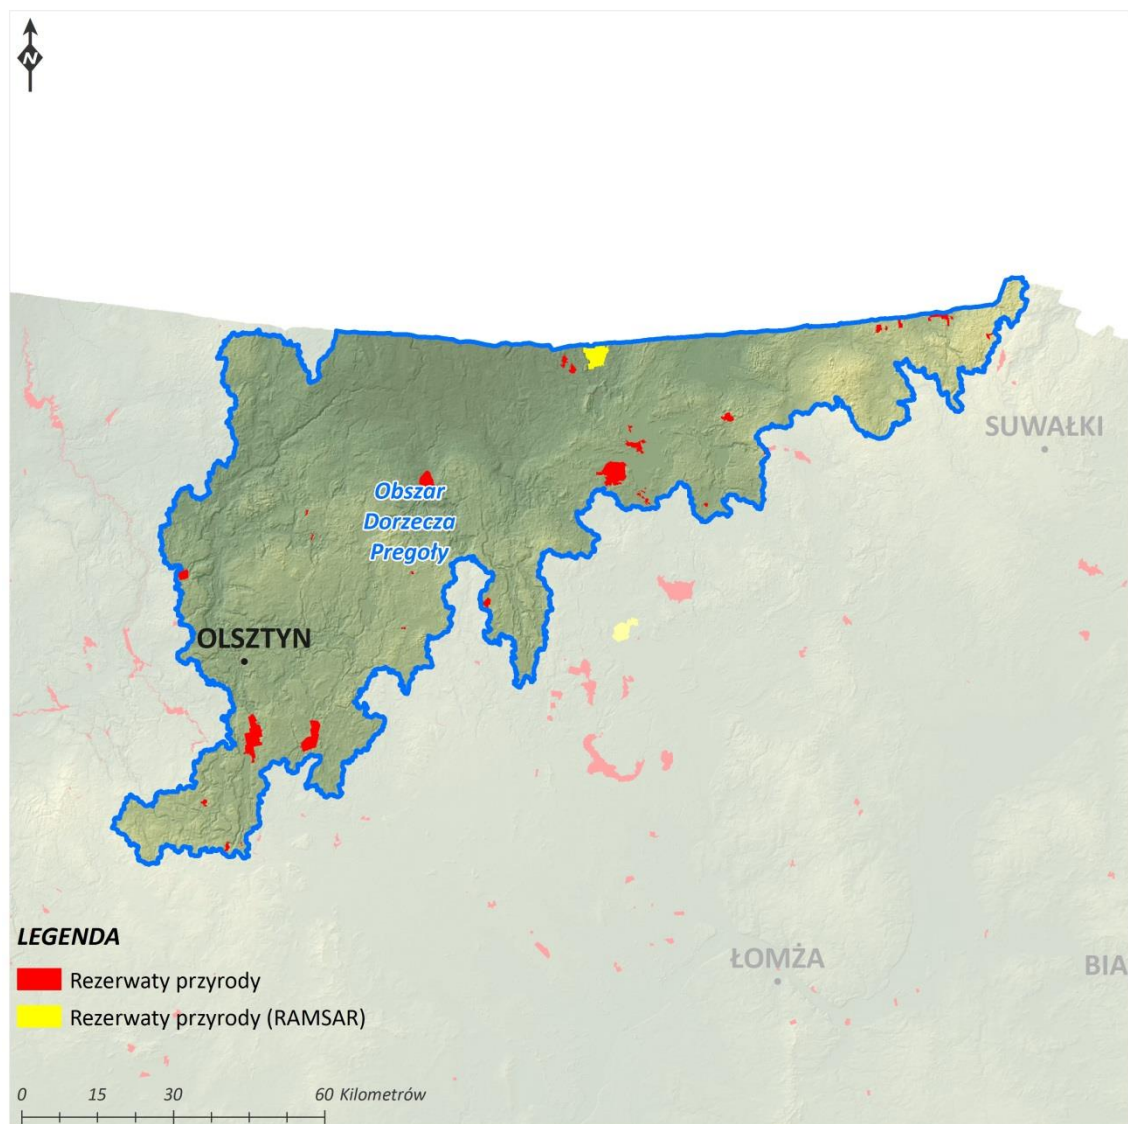 N
SUWAŁKI
Obszar
Dorzecza
Pregoły
OLSZTYN
ŁOMŻA
BIA
LEGENDA
Rezerwaty przyrody
Rezerwaty przyrody (RAMSAR)
0 15 30 60 Kilometrów